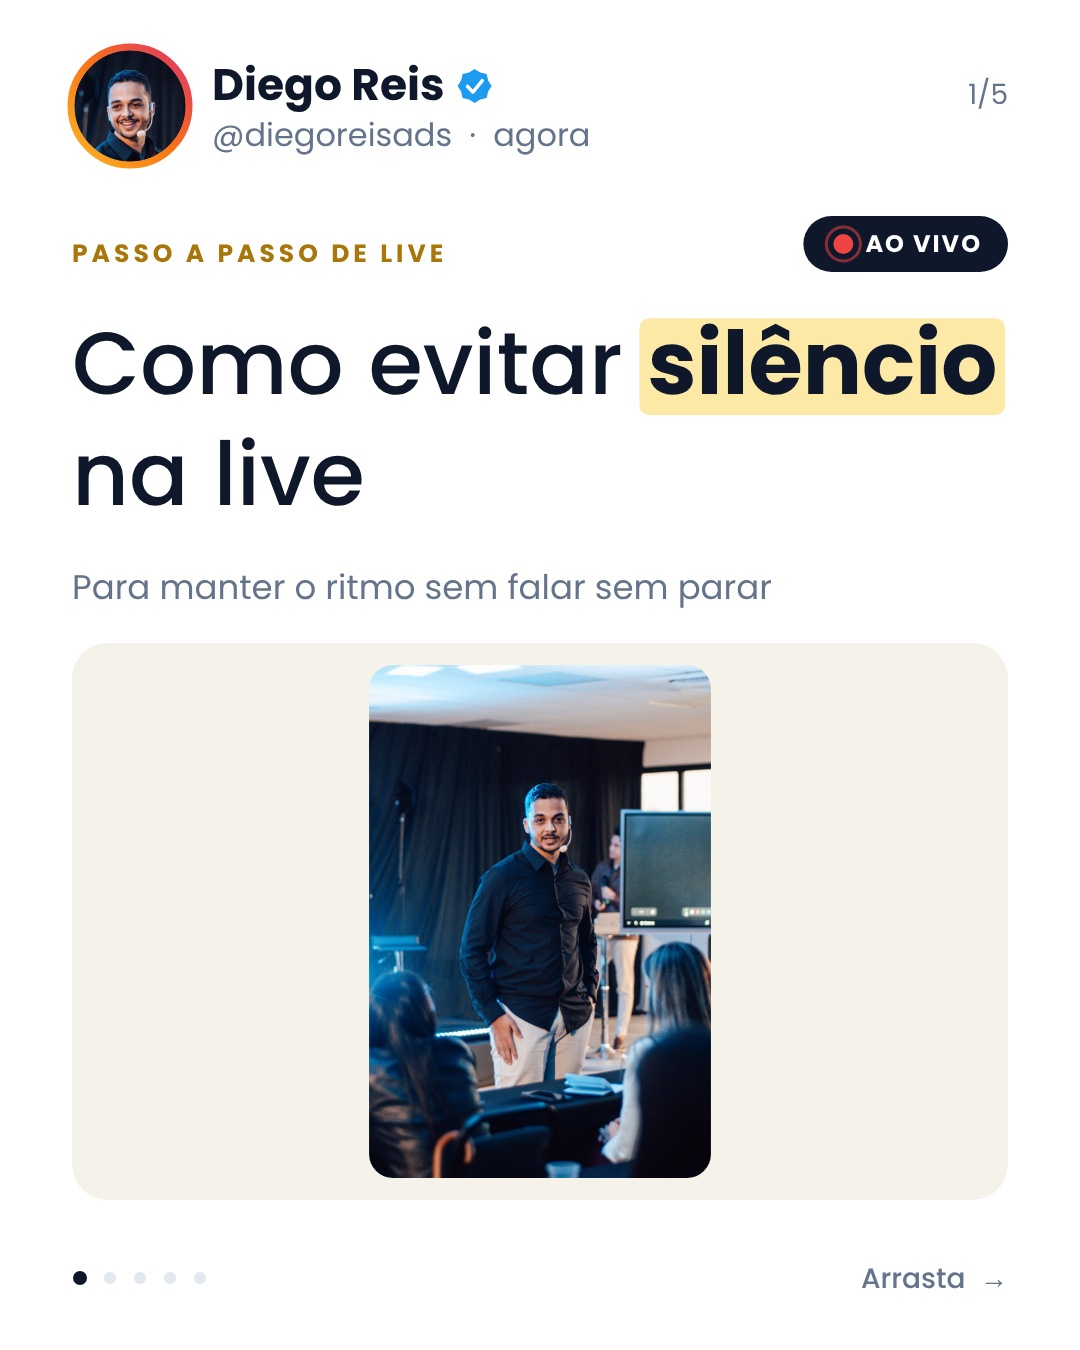 Diego Reis
@diegoreisads · agora
1/5
PASSO A PASSO DE LIVE
AO VIVO
Como evitar silêncio
na live
Para manter o ritmo sem falar sem parar
Arrasta →